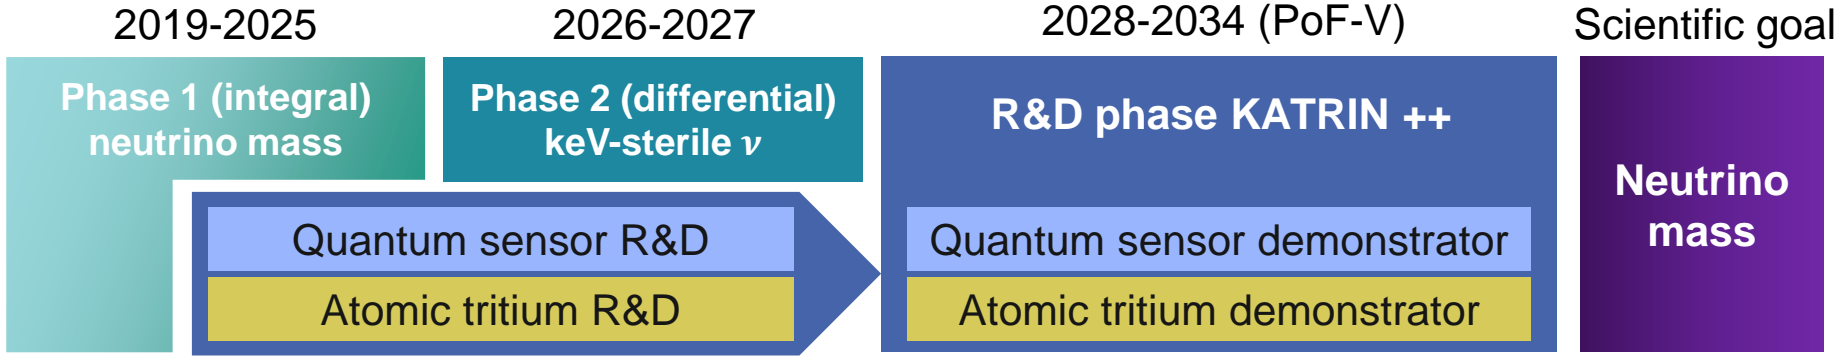 2019-2025
2026-2027
2028-2034 (PoF-V)
Scientific goal
Phase 1 (integral)
neutrino mass
Phase 2 (differential)
keV-sterile ν
R&D phase KATRIN ++
Neutrino
mass
Quantum sensor R&D
Atomic tritium R&D
Quantum sensor demonstrator
Atomic tritium demonstrator